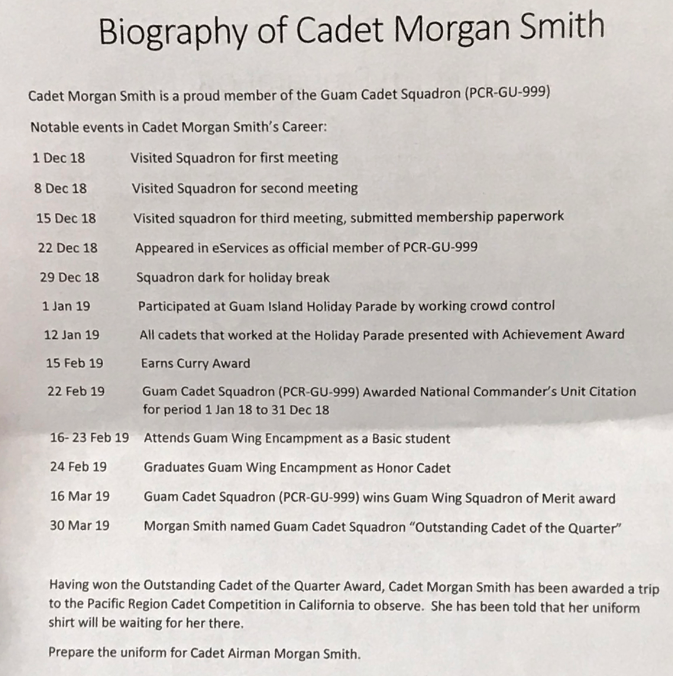 Biography of Cadet Morgan Smith
Cadet Morgan Smith is a proud member of the Guam Cadet Squadron (PCR-GU-999)
Notable events in Cadet Morgan Smith's Career:
1 Dec 18 Visited Squadron for first meeting
8 Dec 18 Visited Squadron for second meeting
15 Dec 18 Visited squadron for third meeting, submitted membership paperwork
22 Dec 18 Appeared in eServices as official member of PCR-GU-999
29 Dec 18 Squadron dark for holiday break
1 Jan 19 Participated at Guam Island Holiday Parade by working crowd control
12 Jan 19 All cadets that worked at the Holiday Parade presented with Achievement Award
15 Feb 19 Earns Curry Award
22 Feb 19 Guam Cadet Squadron (PCR-GU-999) Awarded National Commander's Unit Citation
for period 1 Jan 18 to 31 Dec 18
16- 23 Feb 19 Attends Guam Wing Encampment as a Basic student
24 Feb 19 Graduates Guam Wing Encampment as Honor Cadet
16 Mar 19 Guam Cadet Squadron (PCR-GU-999) wins Guam Wing Squadron of Merit award
30 Mar 19 Morgan Smith named Guam Cadet Squadron "Outstanding Cadet of the Quarter"
Having won the Outstanding Cadet of the Quarter Award, Cadet Morgan Smith has been awarded a trip
to the Pacific Region Cadet Competition in California to observe. She has been told that her uniform
shirt will be waiting for her there.
Prepare the uniform for Cadet Airman Morgan Smith.